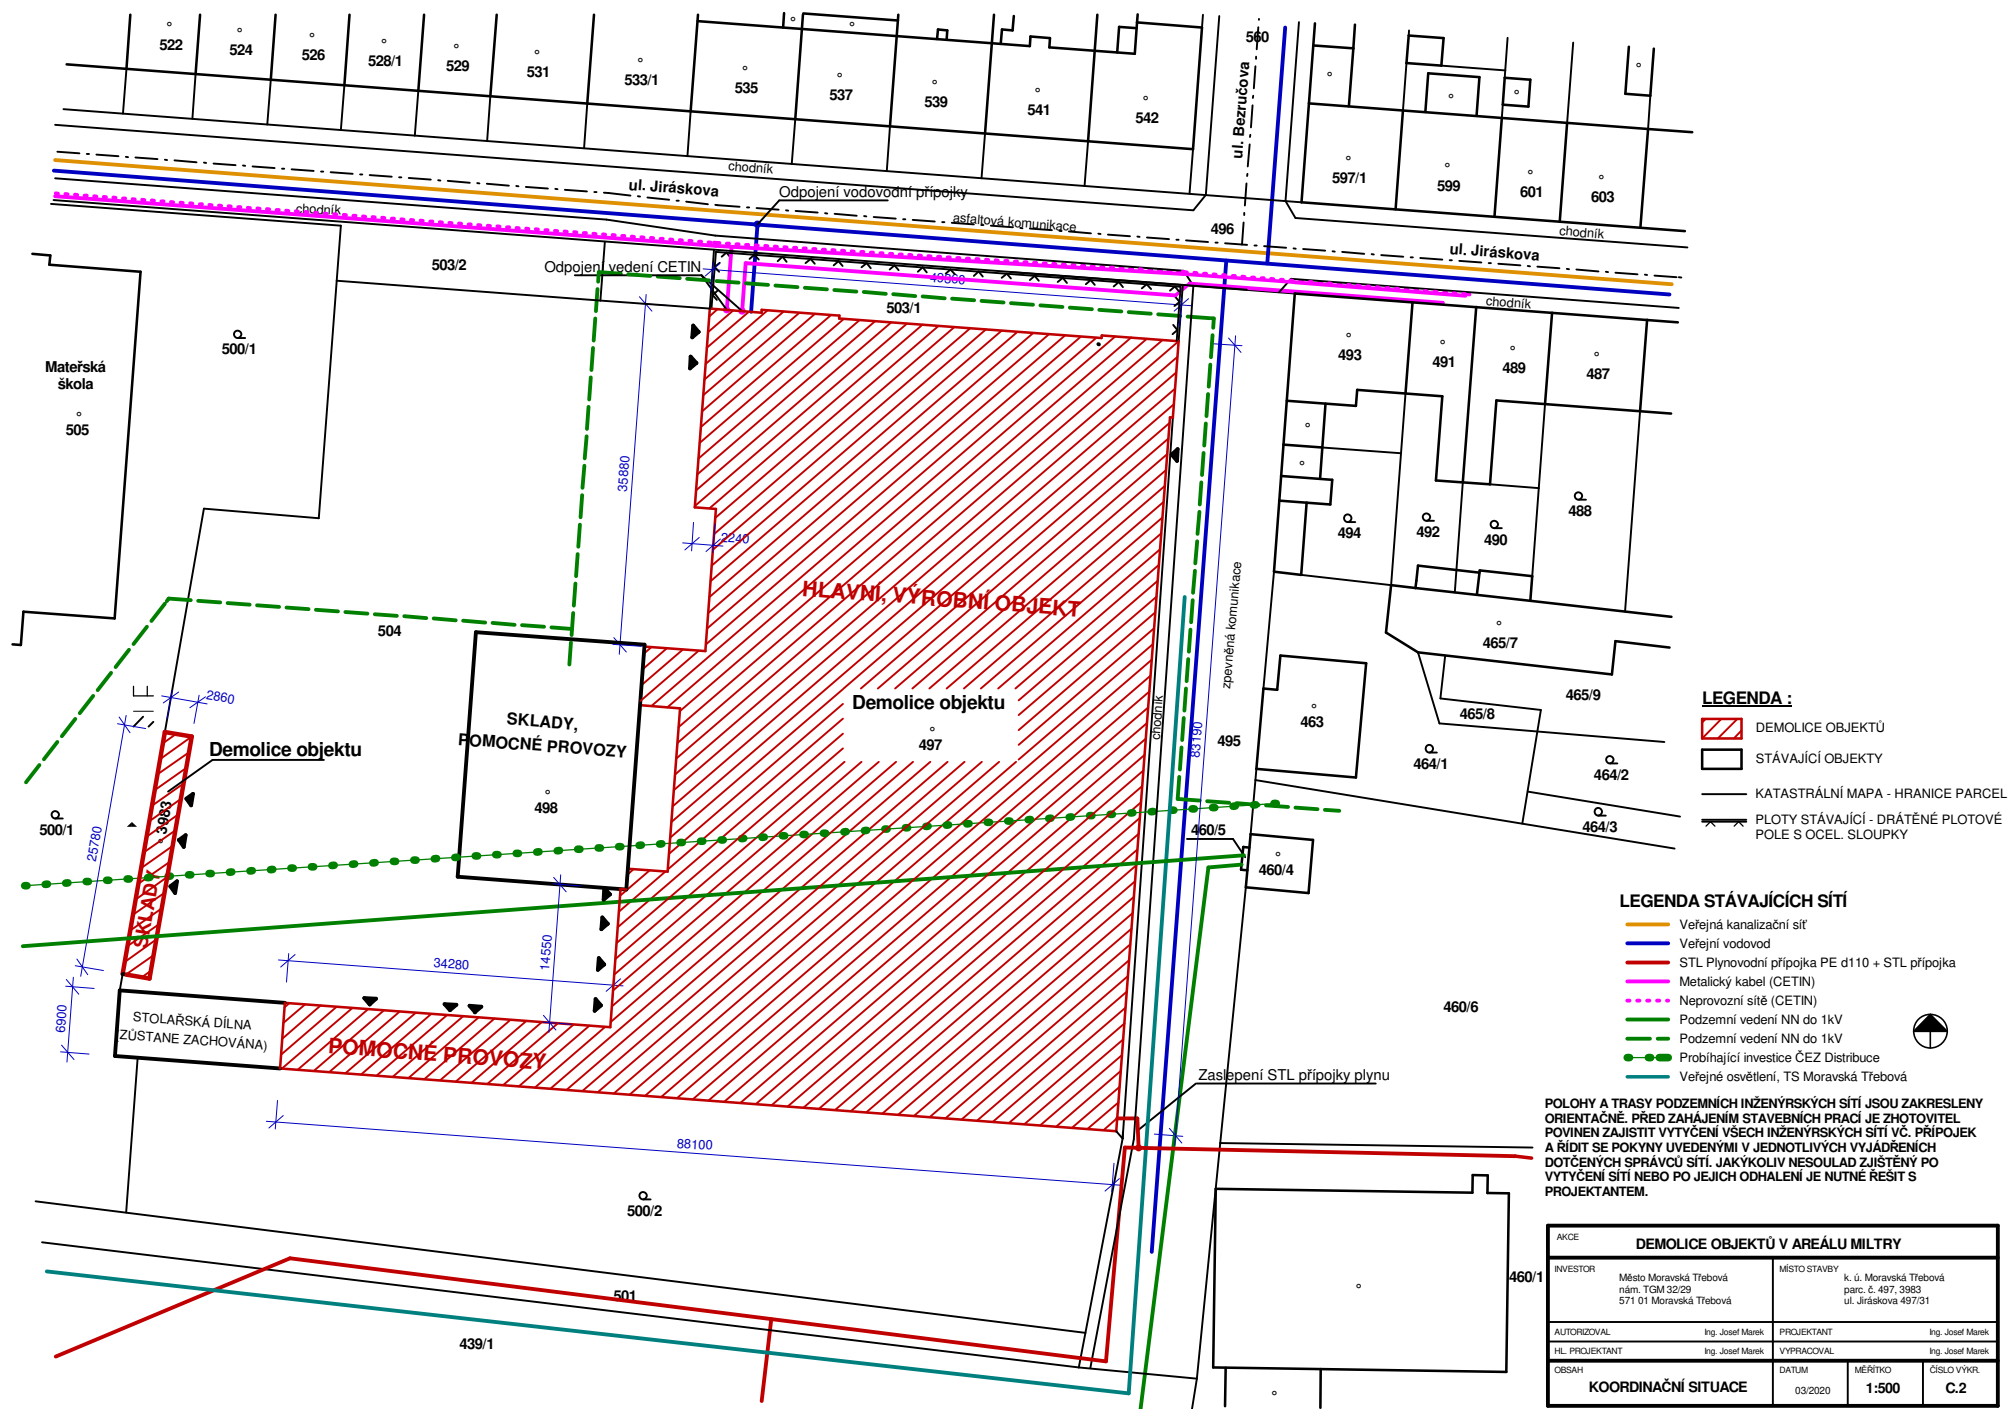 522
524
526
528/1
529
531
533/1
535
537
539
541
542
560
ul. Bezručova
597/1
599
601
603
chodník
ul. Jiráskova
Odpojení vodovodní přípojky
chodník
asfaltová komunikace
496
chodník
ul. Jiráskova
503/2
Odpojení vedení CETIN
503/1
chodník
500/1
Mateřská
škola
505
493
491
489
487
35880
2240
494
492
490
488
HLAVNÍ, VÝROBNÍ OBJEKT
zpevněná komunikace
504
465/7
465/9
465/8
2860
Demolice objektu
497
SKLADY,
POMOCNÉ PROVOZY
498
Demolice objektu
chodník
83190
495
463
464/1
464/2
464/3
3983
500/1
25780
SKLADY
460/5
460/4
34280
14550
6900
STOLAŘSKÁ DÍLNA
ZŮSTANE ZACHOVÁNA)
POMOCNÉ PROVOZY
460/6
Zaslepení STL přípojky plynu
88100
500/2
501
439/1
460/1
LEGENDA :
DEMOLICE OBJEKTŮ
STÁVAJÍCÍ OBJEKTY
KATASTRÁLNÍ MAPA - HRANICE PARCEL
PLOTY STÁVAJÍCÍ - DRÁTĚNÉ PLOTOVÉ
POLE S OCEL. SLOUPKY
LEGENDA STÁVAJÍCÍCH SÍTÍ
Veřejná kanalizační síť
Veřejní vodovod
STL Plynovodní přípojka PE d110 + STL přípojka
Metalický kabel (CETIN)
Neprovozní sítě (CETIN)
Podzemní vedení NN do 1kV
Podzemní vedení NN do 1kV
Probíhající investice ČEZ Distribuce
Veřejné osvětlení, TS Moravská Třebová
POLOHY A TRASY PODZEMNÍCH INŽENÝRSKÝCH SÍTÍ JSOU ZAKRESLENY
ORIENTAČNĚ. PŘED ZAHÁJENÍM STAVEBNÍCH PRACÍ JE ZHOTOVITEL
POVINEN ZAJISTIT VYTYČENÍ VŠECH INŽENÝRSKÝCH SÍTÍ VČ. PŘÍPOJEK
A ŘÍDIT SE POKYNY UVEDENÝMI V JEDNOTLIVÝCH VYJÁDŘENÍCH
DOTČENÝCH SPRÁVCŮ SÍTÍ. JAKÝKOLIV NESOULAD ZJIŠTĚNÝ PO
VYTYČENÍ SÍTÍ NEBO PO JEJICH ODHALENÍ JE NUTNÉ ŘEŠIT S
PROJEKTANTEM.
AKCE
DEMOLICE OBJEKTŮ V AREÁLU MILTRY
INVESTOR
Město Moravská Třebová
nám. TGM 32/29
571 01 Moravská Třebová
MÍSTO STAVBY
k. ú. Moravská Třebová
parc. č. 497, 3983
ul. Jiráskova 497/31
AUTORIZOVAL Ing. Josef Marek PROJEKTANT Ing. Josef Marek
HL. PROJEKTANT Ing. Josef Marek VYPRACOVAL Ing. Josef Marek
OBSAH
KOORDINAČNÍ SITUACE
DATUM
03/2020
MĚŘÍTKO
1:500
ČÍSLO VÝKR.
C.2